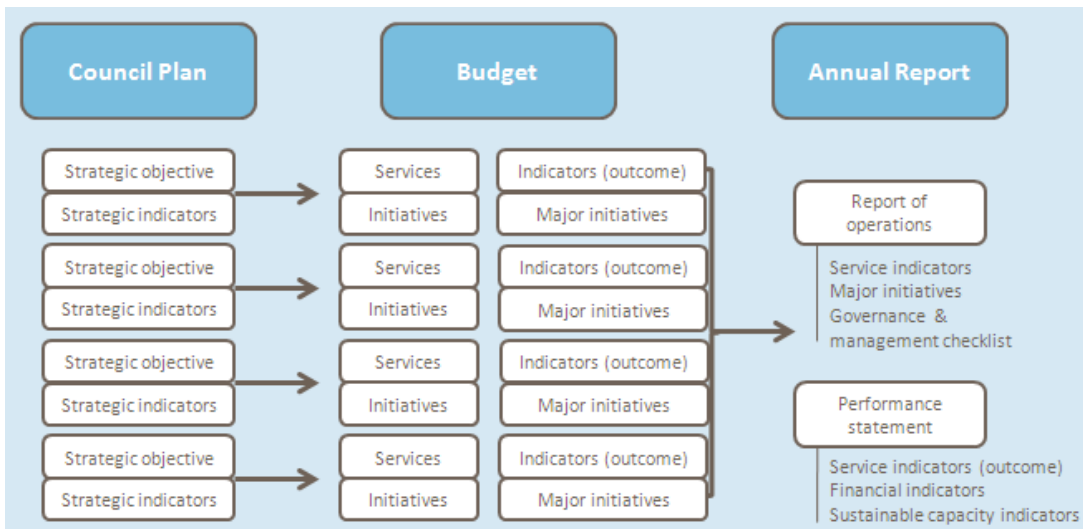 Council Plan
Budget
Annual Report
Strategic objective
Strategic indicators
Services
Initiatives
Indicators (outcome)
Major initiatives
Strategic objective
Strategic indicators
Services
Initiatives
Indicators (outcome)
Major initiatives
Strategic objective
Strategic indicators
Services
Initiatives
Indicators (outcome)
Major initiatives
Strategic objective
Strategic indicators
Services
Initiatives
Indicators (outcome)
Major initiatives
Report of
operations
Service indicators
Major initiatives
Governance &
management checklist
Performance
statement
Service indicators (outcome)
Financial indicators
Sustainable capacity indicators